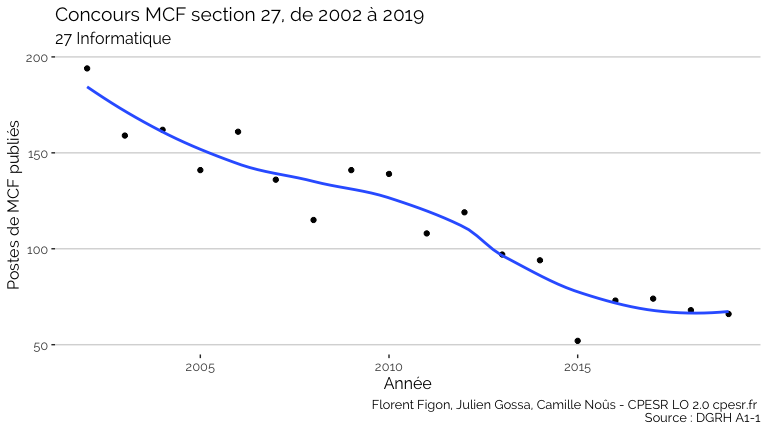 Concours MCF section 27, de 2002 à 2019
27 Informatique
Postes de MCF publiés
200
150
100
50
2005
2010
2015
Année
Florent Figon, Julien Gossa, Camille Noûs - CPESR LO 2.0 cpesr.fr
Source : DGRH A1-1